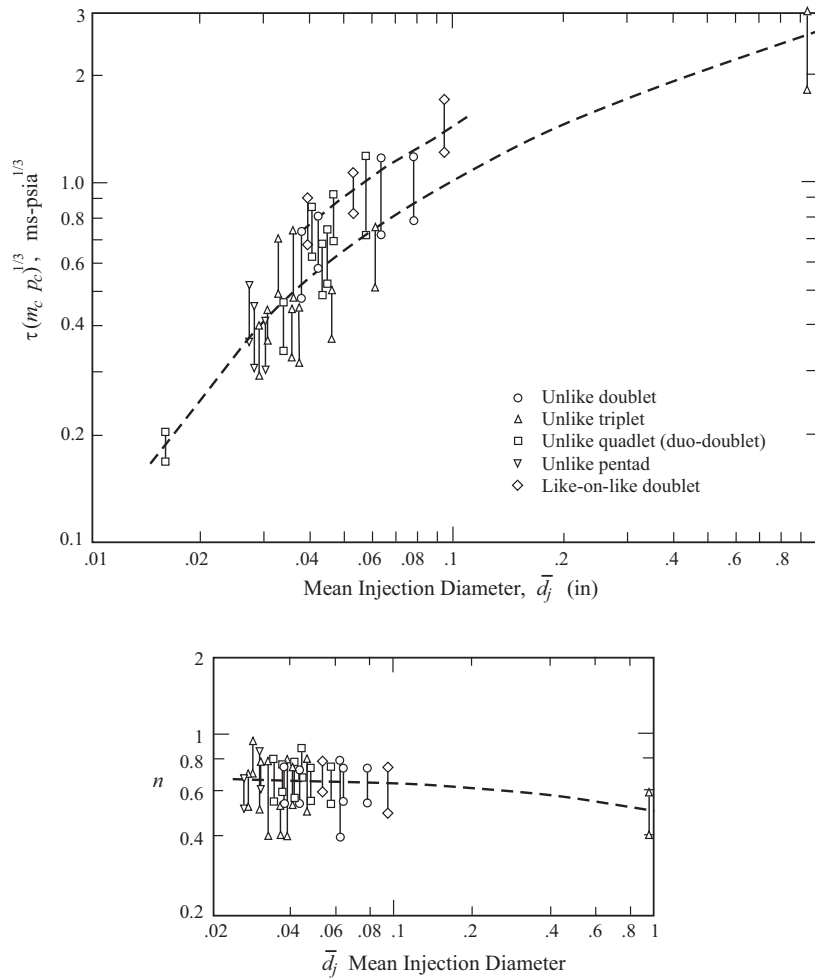 3
2
1.0
0.8
0.6
0.4
0.2
0.1
τ(m_c p_c)^1/3, ms-psia^1/3
Unlike doublet
Unlike triplet
Unlike quadlet (duo-doublet)
Unlike pentad
Like-on-like doublet
.01 .02 .04 .06 .08 .1 .2 .4 .6 .8
Mean Injection Diameter, d̄_j (in)
2
1
0.8
0.6
0.4
0.2
n
.02 .04 .06 .08 .1 .2 .4 .6 .8 1
d̄_j Mean Injection Diameter